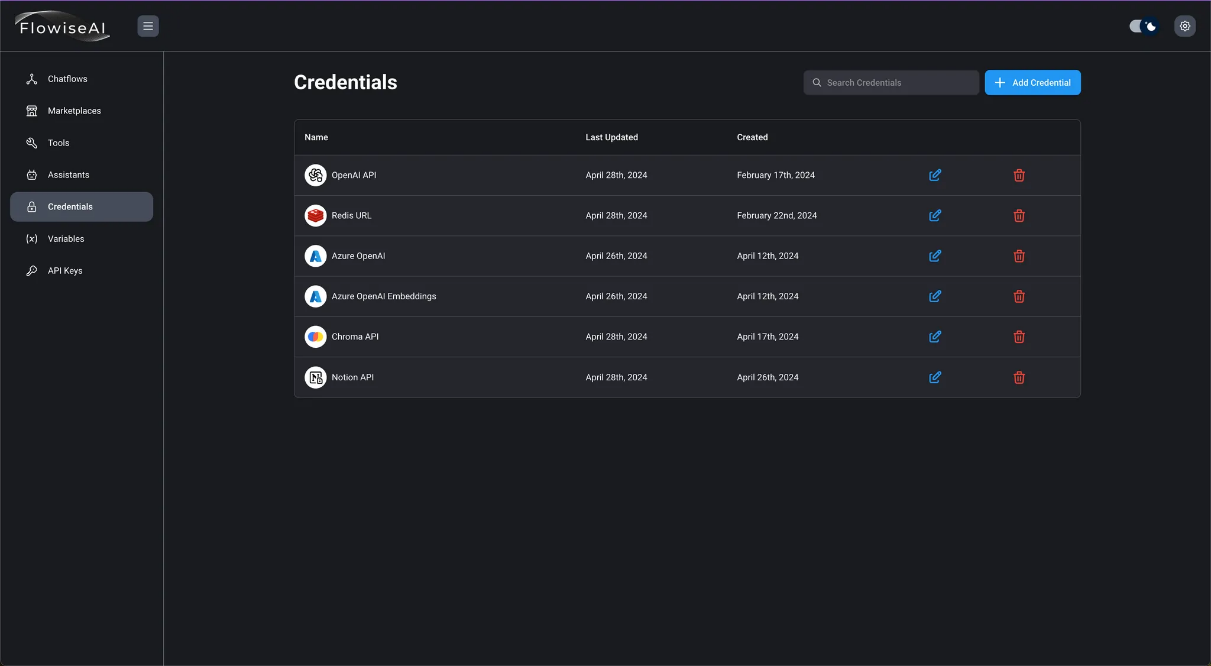 FlowiseAI
Chatflows
Marketplaces
Tools
Assistants
Credentials
Variables
API Keys
Credentials
Search Credentials
Add Credential
Name Last Updated Created
OpenAI API April 28th, 2024 February 17th, 2024
Redis URL April 28th, 2024 February 22nd, 2024
Azure OpenAI April 26th, 2024 April 12th, 2024
Azure OpenAI Embeddings April 26th, 2024 April 12th, 2024
Chroma API April 28th, 2024 April 17th, 2024
Notion API April 28th, 2024 April 26th, 2024